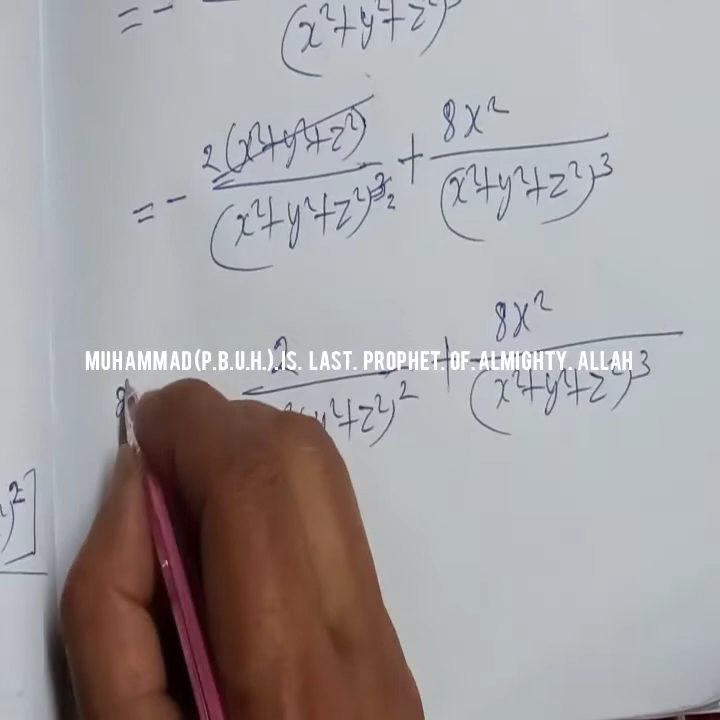 = -
(x²+y²+z²)³
2(x²+y²+z²) 8x²
= - ――――― + ―――――
(x²+y²+z²)³2 (x²+y²+z²)³
2 8x²
――――― + ―――――
y²+z²)² (x²+y²+z²)³
MUHAMMAD(P.B.U.H.).IS. LAST. PROPHET. OF. ALMIGHTY. ALLAH
)²]